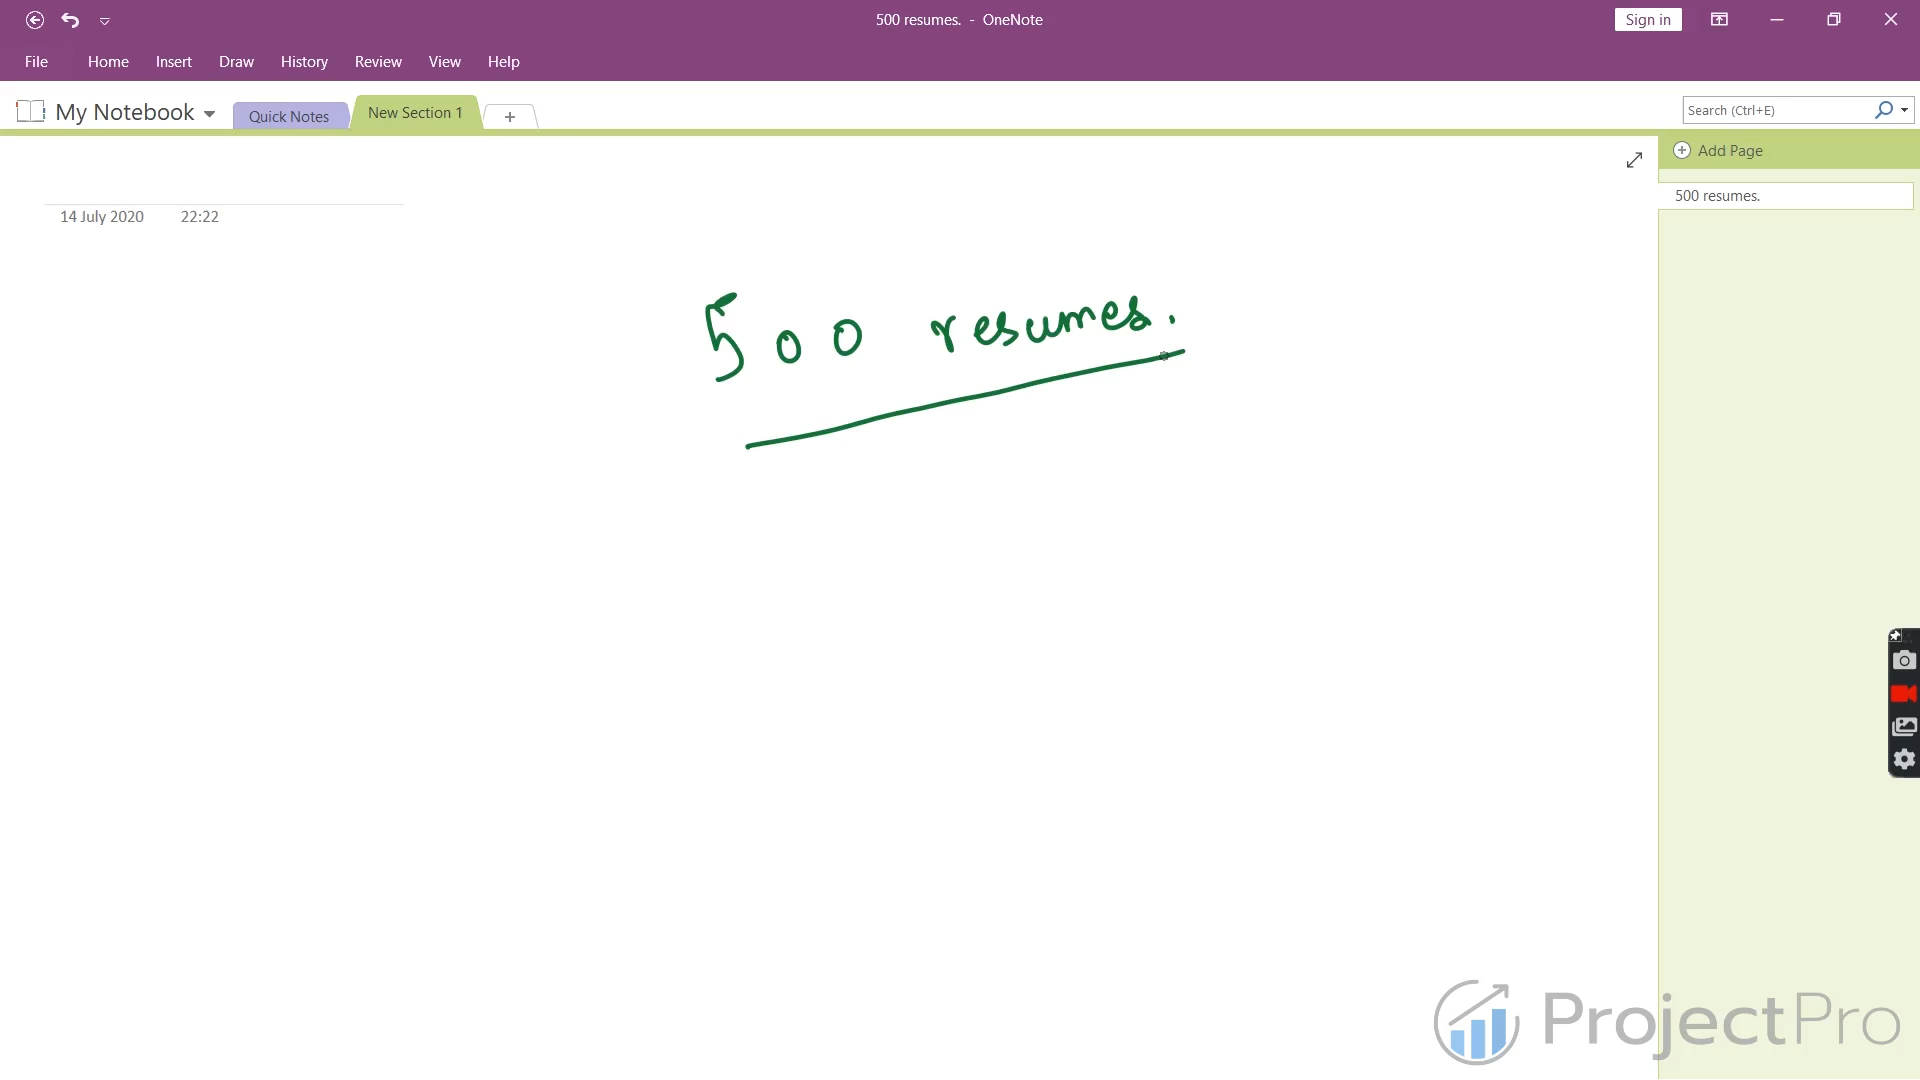 500 resumes. - OneNote
Sign in
File Home Insert Draw History Review View Help
My Notebook
Quick Notes
New Section 1
+
Search (Ctrl+E)
Add Page
500 resumes.
14 July 2020 22:22
500 resumes.
ProjectPro